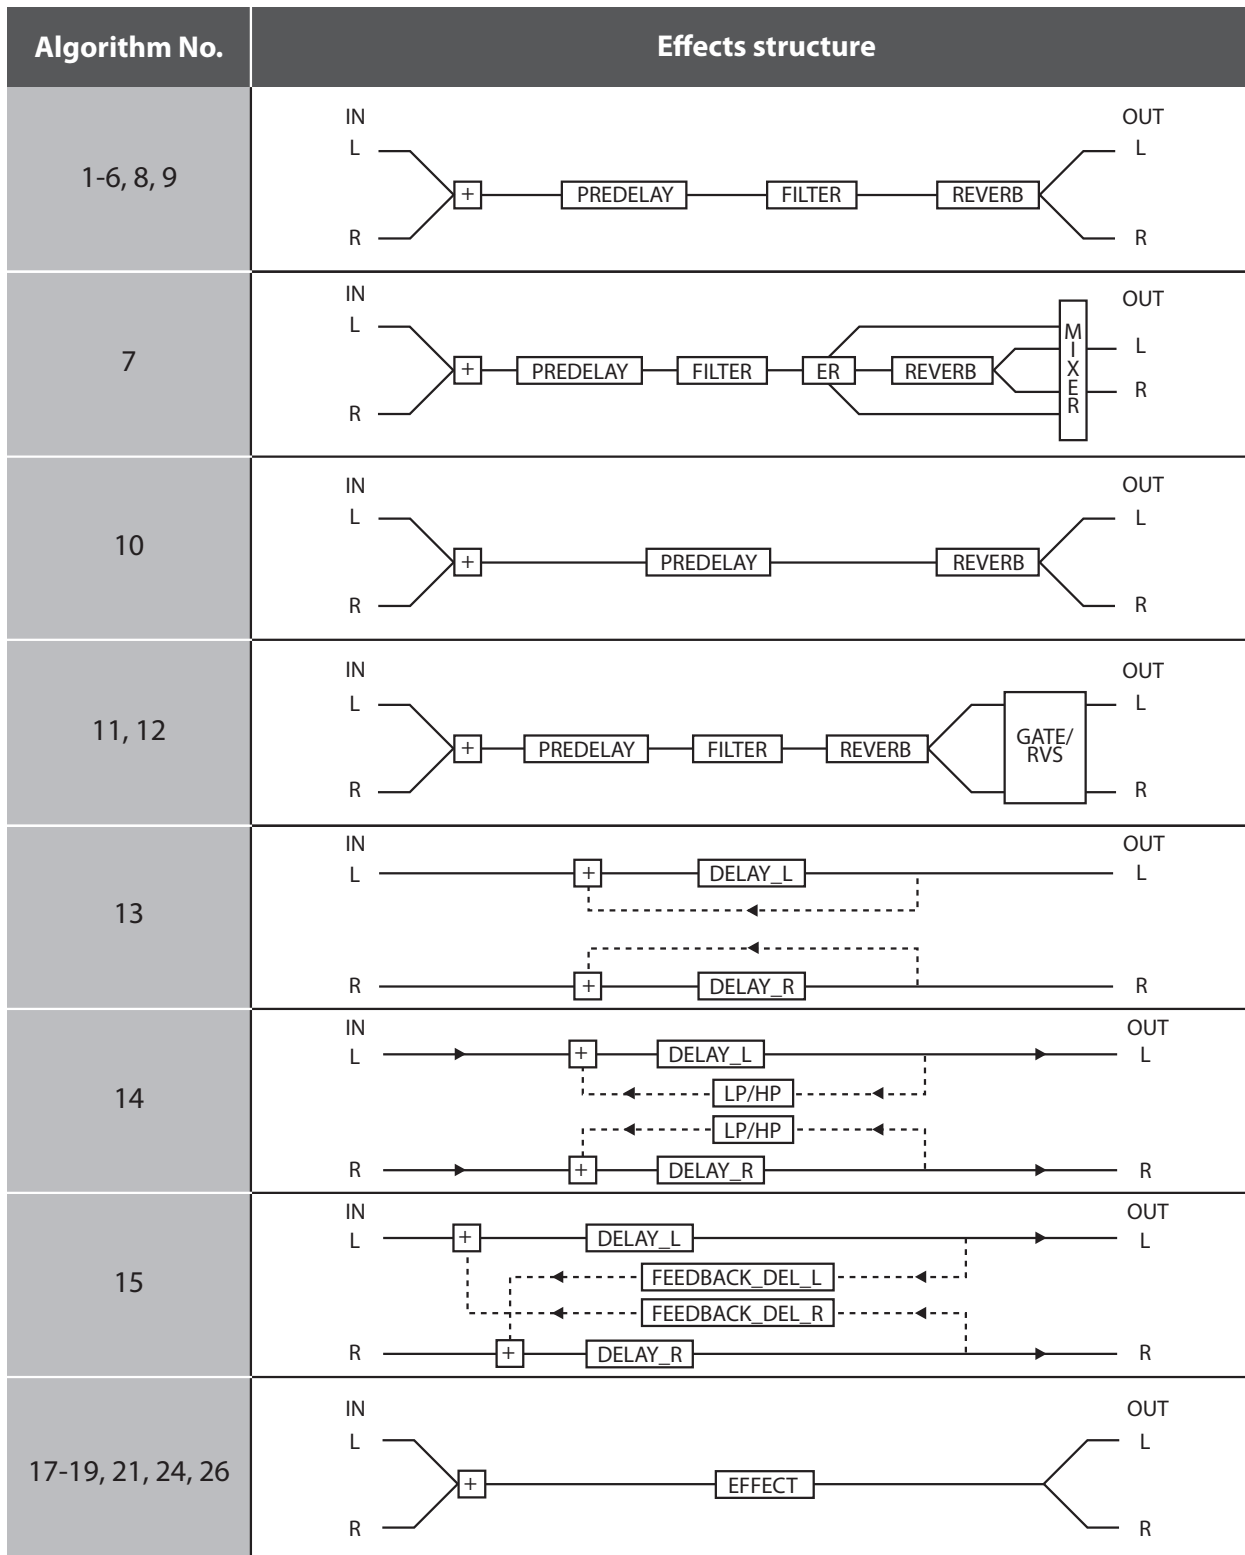 Algorithm No. Effects structure
1-6, 8, 9
IN OUT
L L
+ PREDELAY FILTER REVERB
R R
7
IN OUT
L L
+ PREDELAY FILTER ER REVERB MIXER
R R
10
IN OUT
L L
+ PREDELAY REVERB
R R
11, 12
IN OUT
L L
+ PREDELAY FILTER REVERB GATE/
RVS
R R
13
IN OUT
L + DELAY_L L
R + DELAY_R R
14
IN OUT
L + DELAY_L L
LP/HP
LP/HP
R + DELAY_R R
15
IN OUT
L + DELAY_L L
FEEDBACK_DEL_L
FEEDBACK_DEL_R
R + DELAY_R R
17-19, 21, 24, 26
IN OUT
L L
+ EFFECT
R R